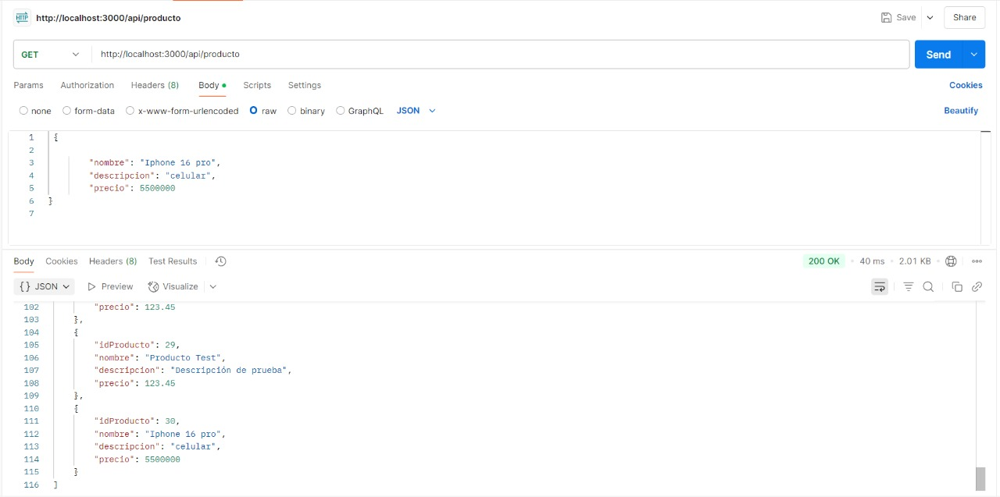 HTTP http://localhost:3000/api/producto Save Share
GET http://localhost:3000/api/producto Send
Params Authorization Headers (8) Body Scripts Settings Cookies
none form-data x-www-form-urlencoded raw binary GraphQL JSON Beautify
1 {
2
3 "nombre": "Iphone 16 pro",
4 "descripcion": "celular",
5 "precio": 5500000
6 }
7
Body Cookies Headers (8) Test Results 200 OK • 40 ms • 2.01 KB •
{} JSON Preview Visualize
102 "precio": 123.45
103 },
104 {
105 "idProducto": 29,
106 "nombre": "Producto Test",
107 "descripcion": "Descripción de prueba",
108 "precio": 123.45
109 },
110 {
111 "idProducto": 30,
112 "nombre": "Iphone 16 pro",
113 "descripcion": "celular",
114 "precio": 5500000
115 }
116 ]